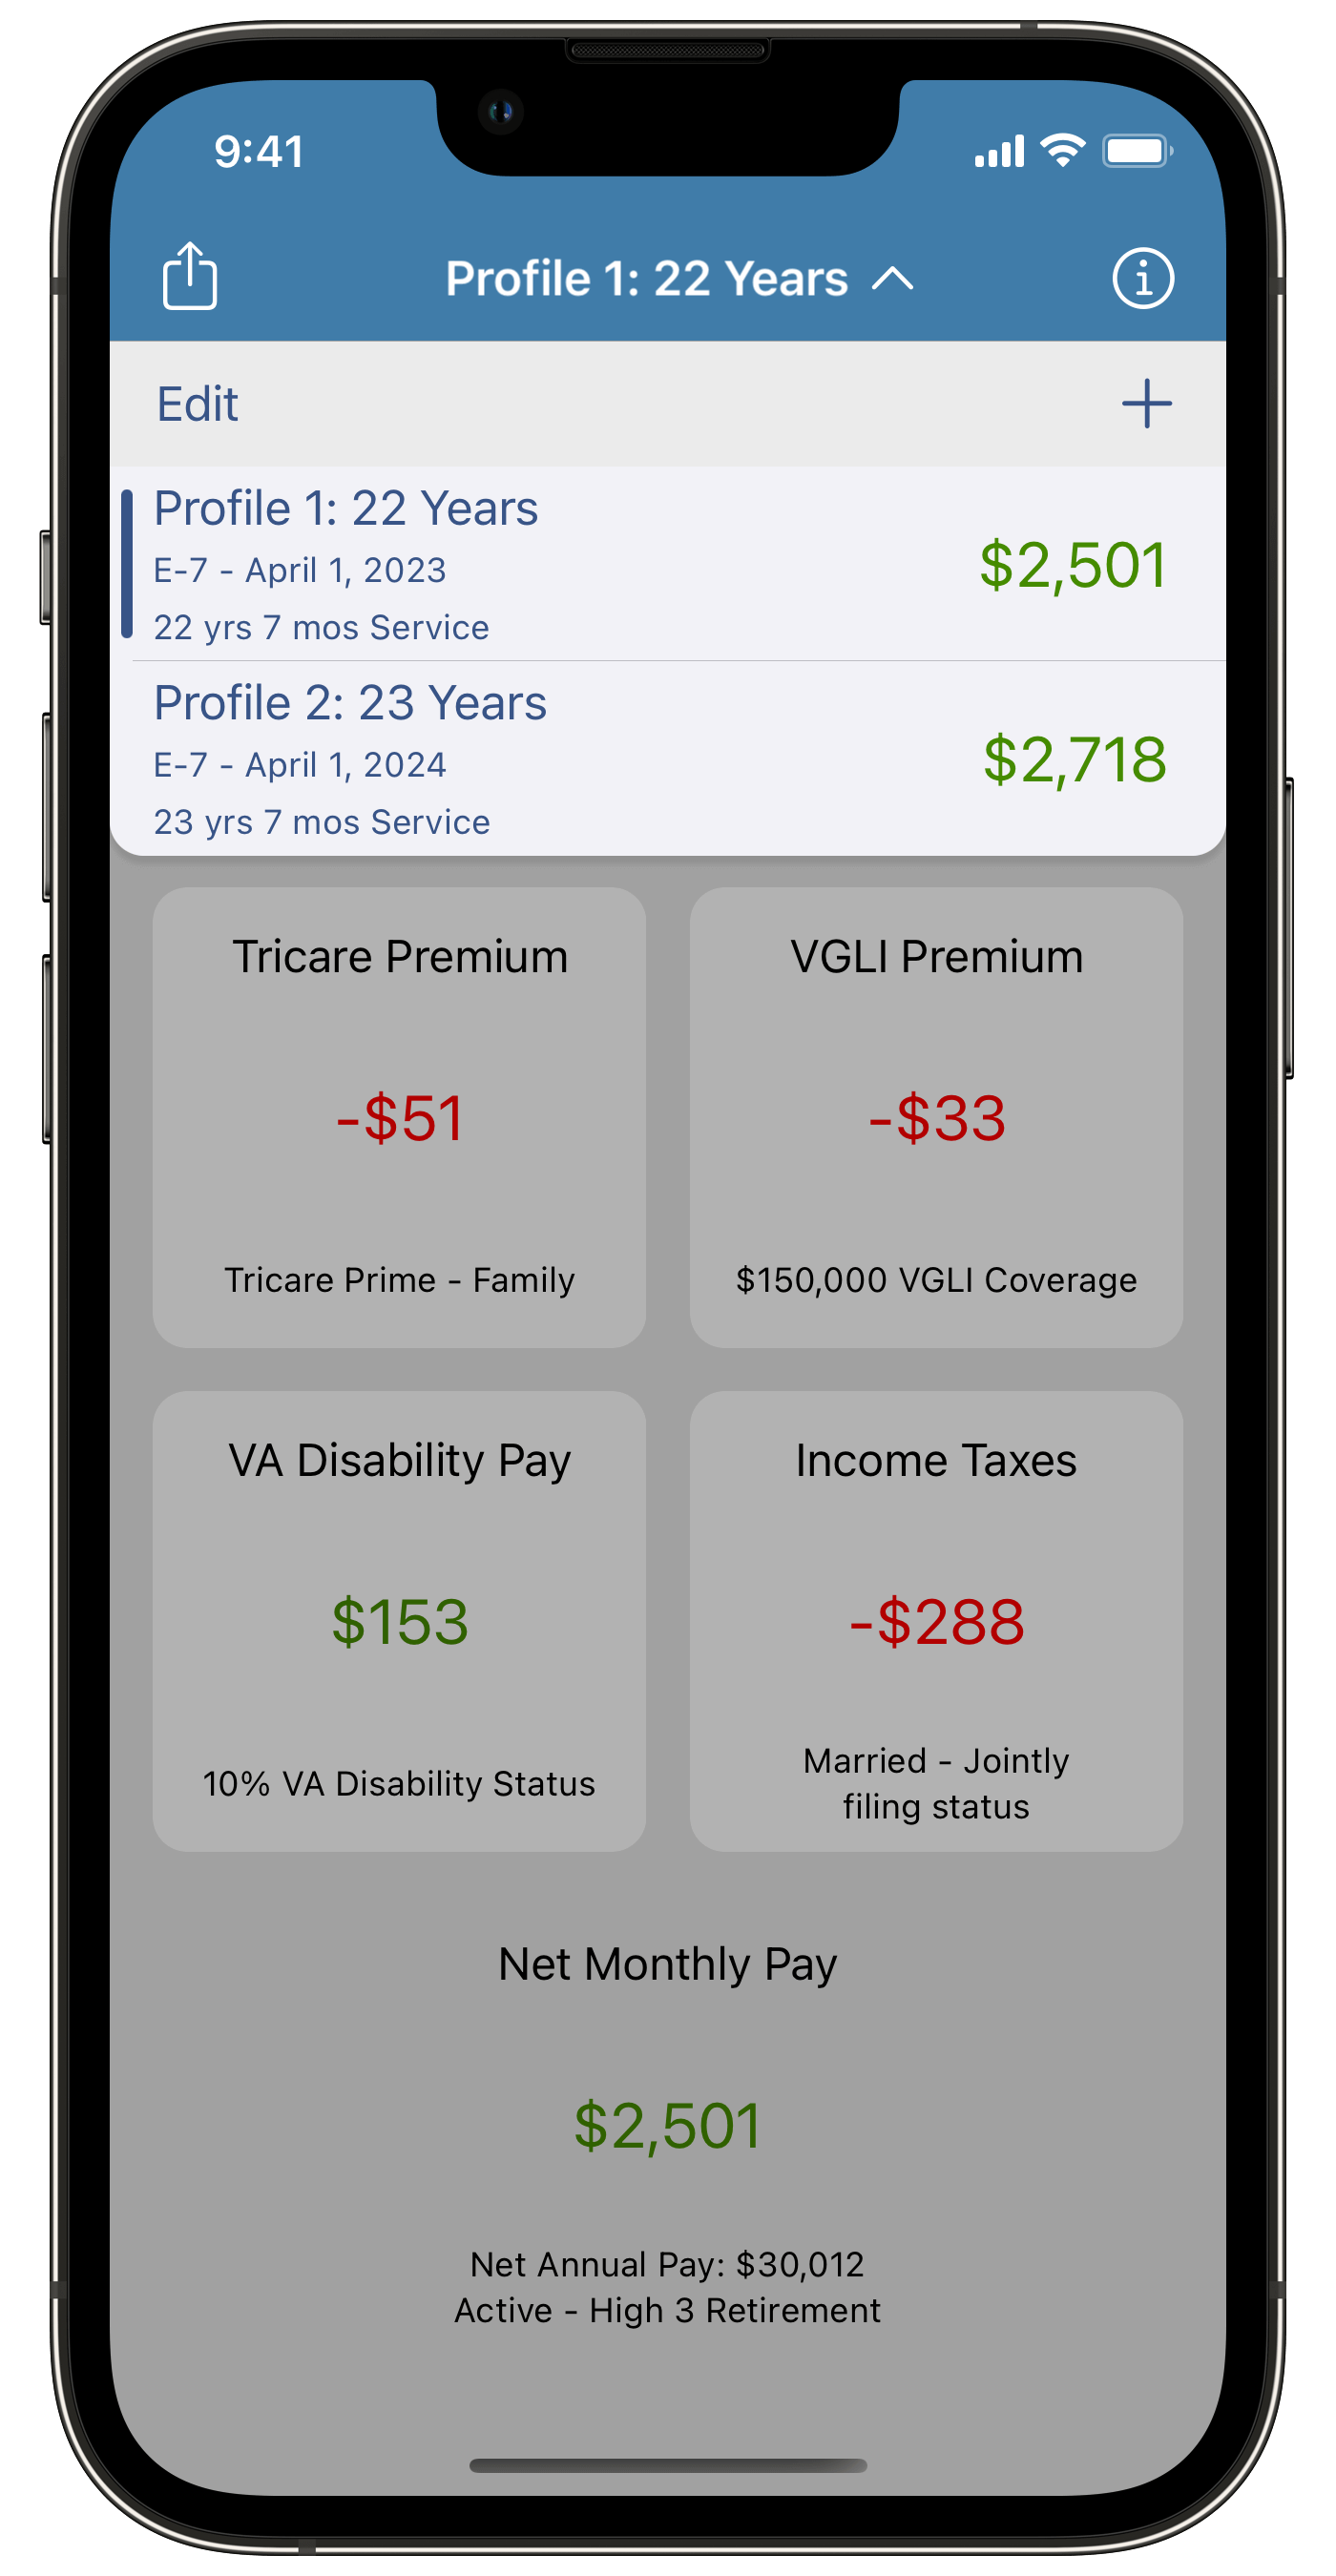 9:41
Profile 1: 22 Years
Edit
Profile 1: 22 Years
E-7 - April 1, 2023
22 yrs 7 mos Service
$2,501
Profile 2: 23 Years
E-7 - April 1, 2024
23 yrs 7 mos Service
$2,718
Tricare Premium
-$51
Tricare Prime - Family
VGLI Premium
-$33
$150,000 VGLI Coverage
VA Disability Pay
$153
10% VA Disability Status
Income Taxes
-$288
Married - Jointly
filing status
Net Monthly Pay
$2,501
Net Annual Pay: $30,012
Active - High 3 Retirement